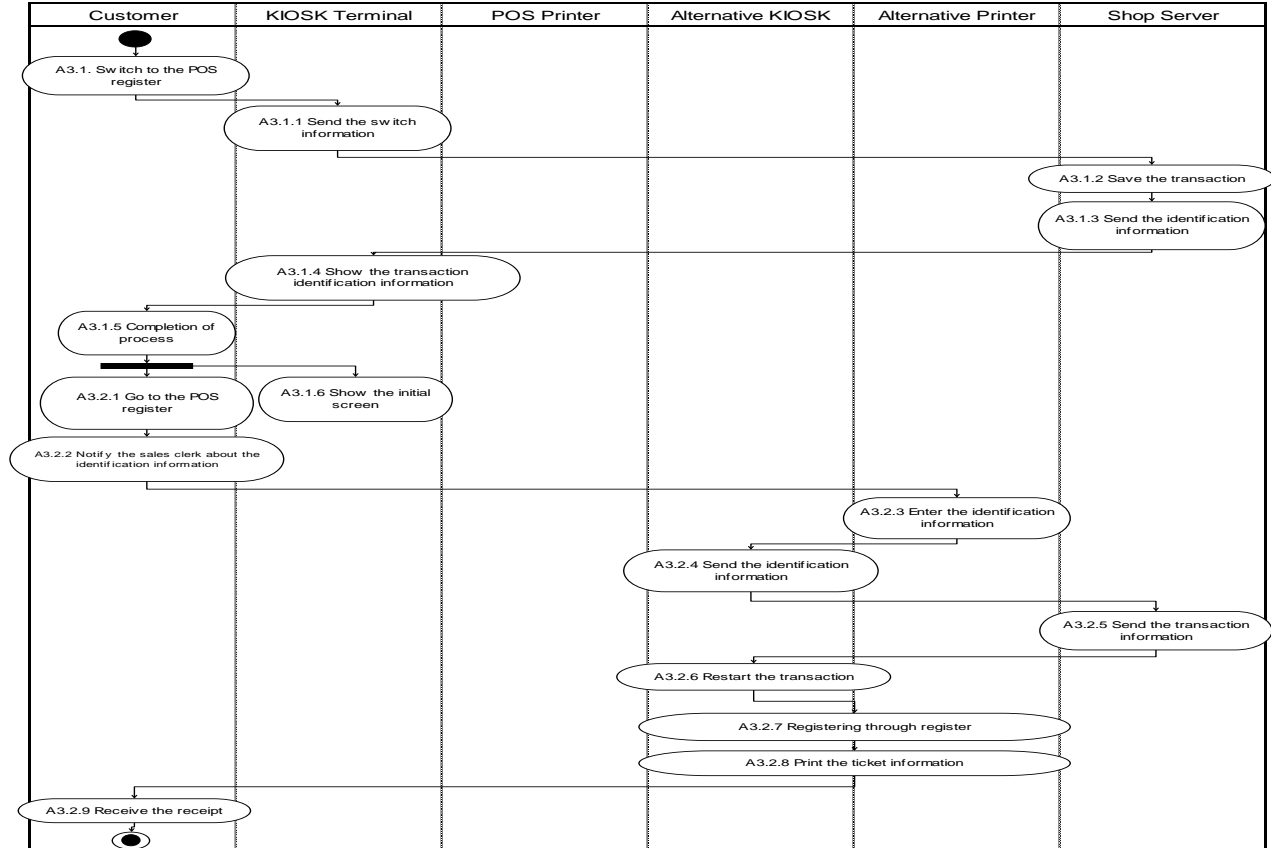 Customer
KIOSK Terminal
POS Printer
Alternative KIOSK
Alternative Printer
Shop Server
A3.1. Switch to the POS
register
A3.1.1 Send the switch
information
A3.1.2 Save the transaction
A3.1.3 Send the identification
information
A3.1.4 Show the transaction
identification information
A3.1.5 Completion of
process
A3.2.1 Go to the POS
register
A3.1.6 Show the initial
screen
A3.2.2 Notify the sales clerk about the
identification information
A3.2.3 Enter the identification
information
A3.2.4 Send the identification
information
A3.2.5 Send the transaction
information
A3.2.6 Restart the transaction
A3.2.7 Registering through register
A3.2.8 Print the ticket information
A3.2.9 Receive the receipt